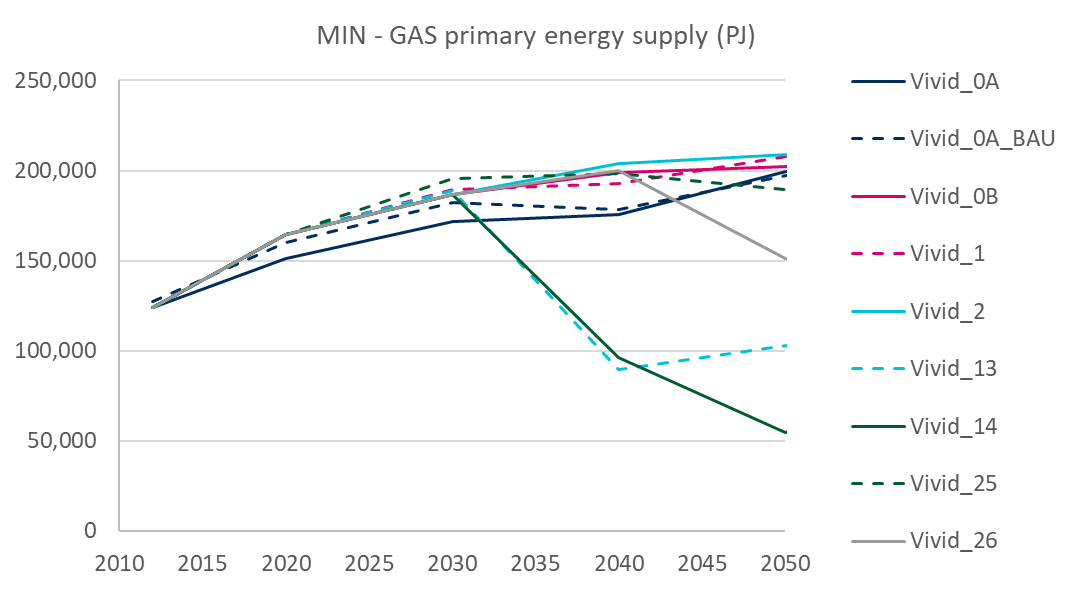 MIN - GAS primary energy supply (PJ)
250,000
200,000
150,000
100,000
50,000
0
2010 2015 2020 2025 2030 2035 2040 2045 2050
Vivid_0A
Vivid_0A_BAU
Vivid_0B
Vivid_1
Vivid_2
Vivid_13
Vivid_14
Vivid_25
Vivid_26